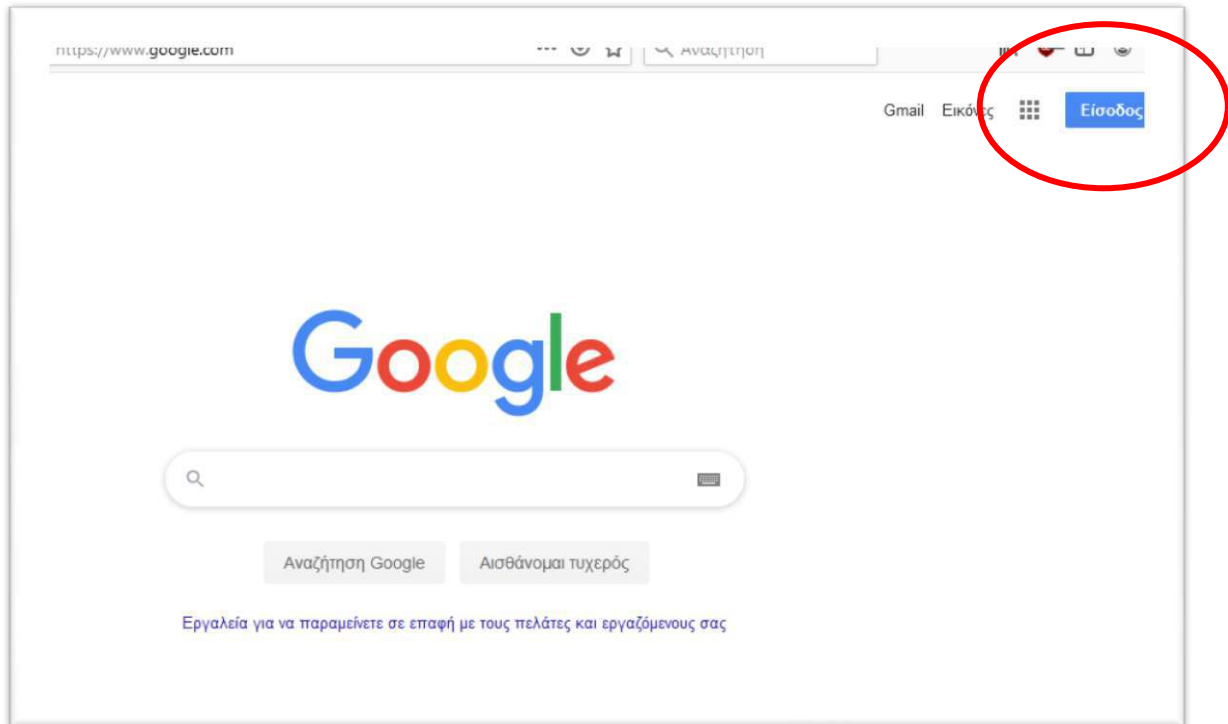 https://www.google.com
Αναζήτηση
Gmail Εικόνες Είσοδος
Google
Αναζήτηση Google Αισθάνομαι τυχερός
Εργαλεία για να παραμείνετε σε επαφή με τους πελάτες και εργαζόμενους σας